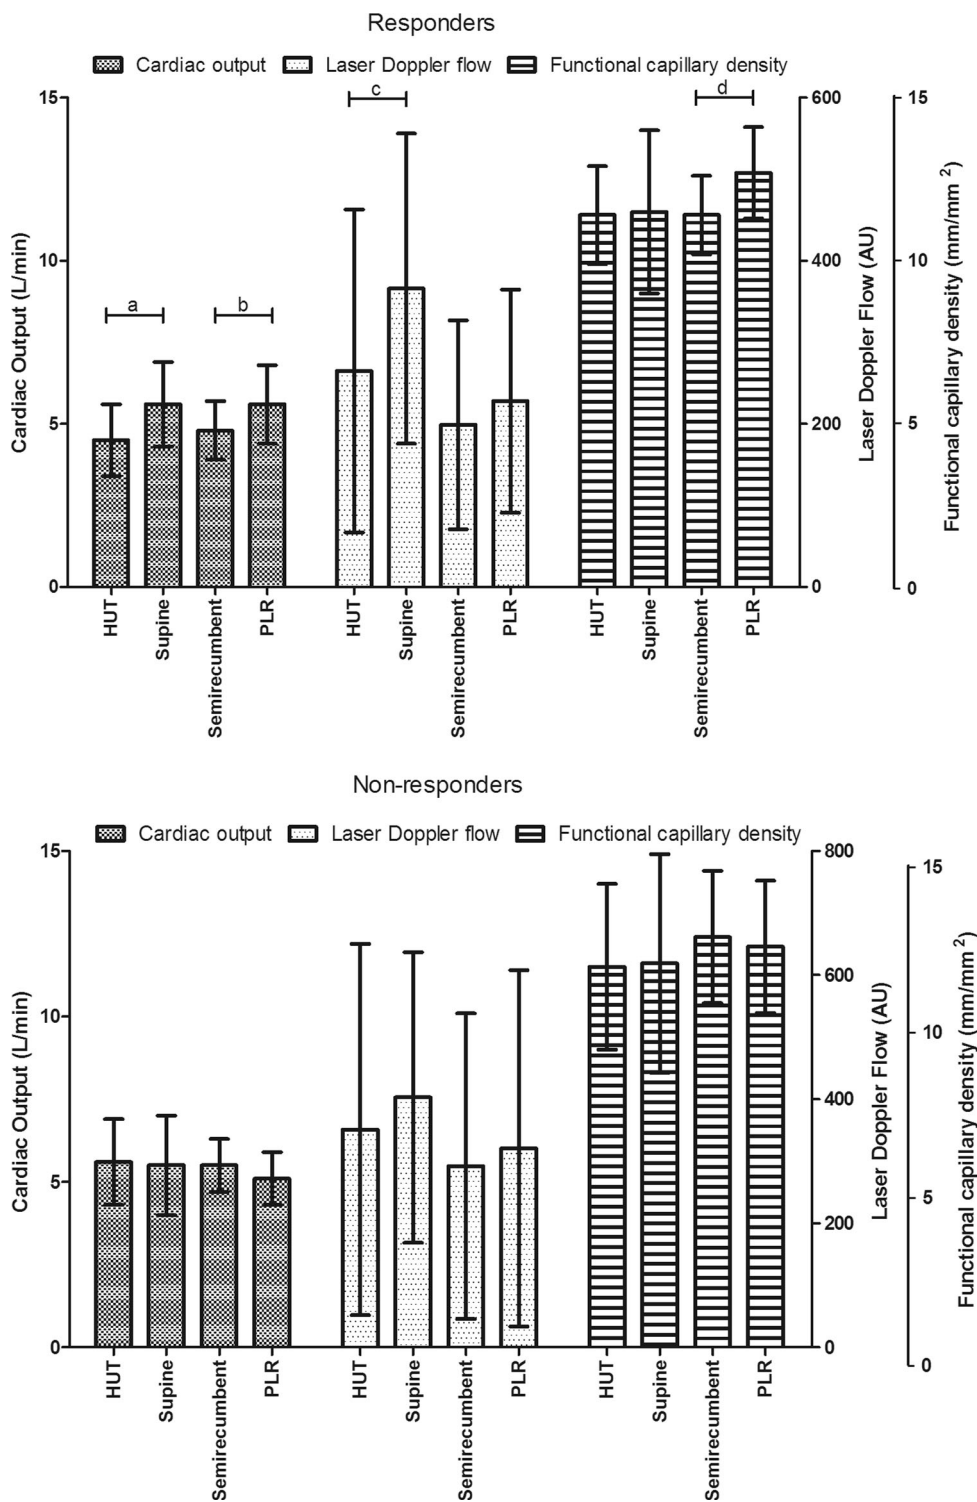 Responders
Cardiac output Laser Doppler flow Functional capillary density
15
10
5
0
Cardiac Output (L/min)
a
b
c
d
600
400
200
0
Laser Doppler Flow (AU)
15
10
5
0
Functional capillary density (mm/mm 2)
HUT
Supine
Semirecumbent
PLR
HUT
Supine
Semirecumbent
PLR
HUT
Supine
Semirecumbent
PLR
Non-responders
Cardiac output Laser Doppler flow Functional capillary density
15
10
5
0
Cardiac Output (L/min)
800
600
400
200
0
Laser Doppler Flow (AU)
15
10
5
0
Functional capillary density (mm/mm 2)
HUT
Supine
Semirecumbent
PLR
HUT
Supine
Semirecumbent
PLR
HUT
Supine
Semirecumbent
PLR